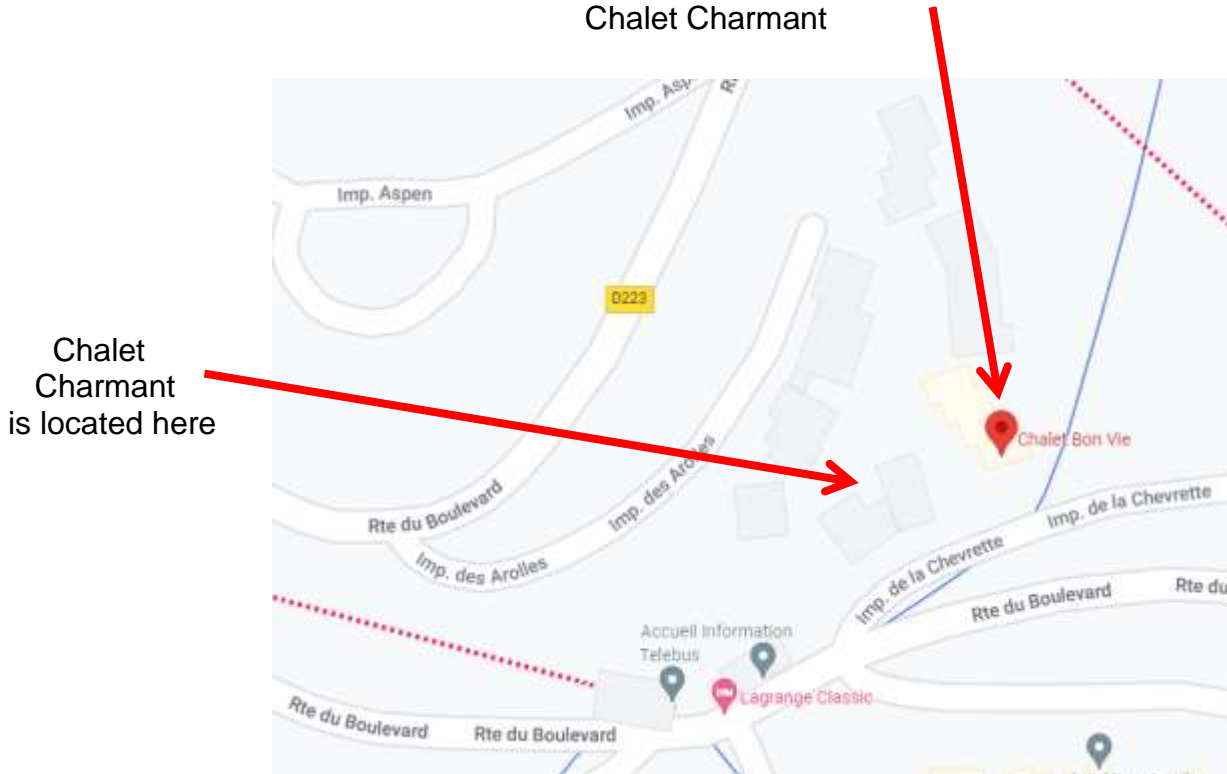 Chalet Charmant
Imp. Asp
Imp. Aspen
D223
Chalet
Charmant
is located here
Chalet Bon Vie
Rte du Boulevard
Imp. des Arolles
Imp. des Arolles
Imp. de la Chevrette
Imp. de la Chevrette
Rte du Boulevard
Rte du
Accueil Information
Telebus
Lagrange Classic
Rte du Boulevard
Rte du Boulevard